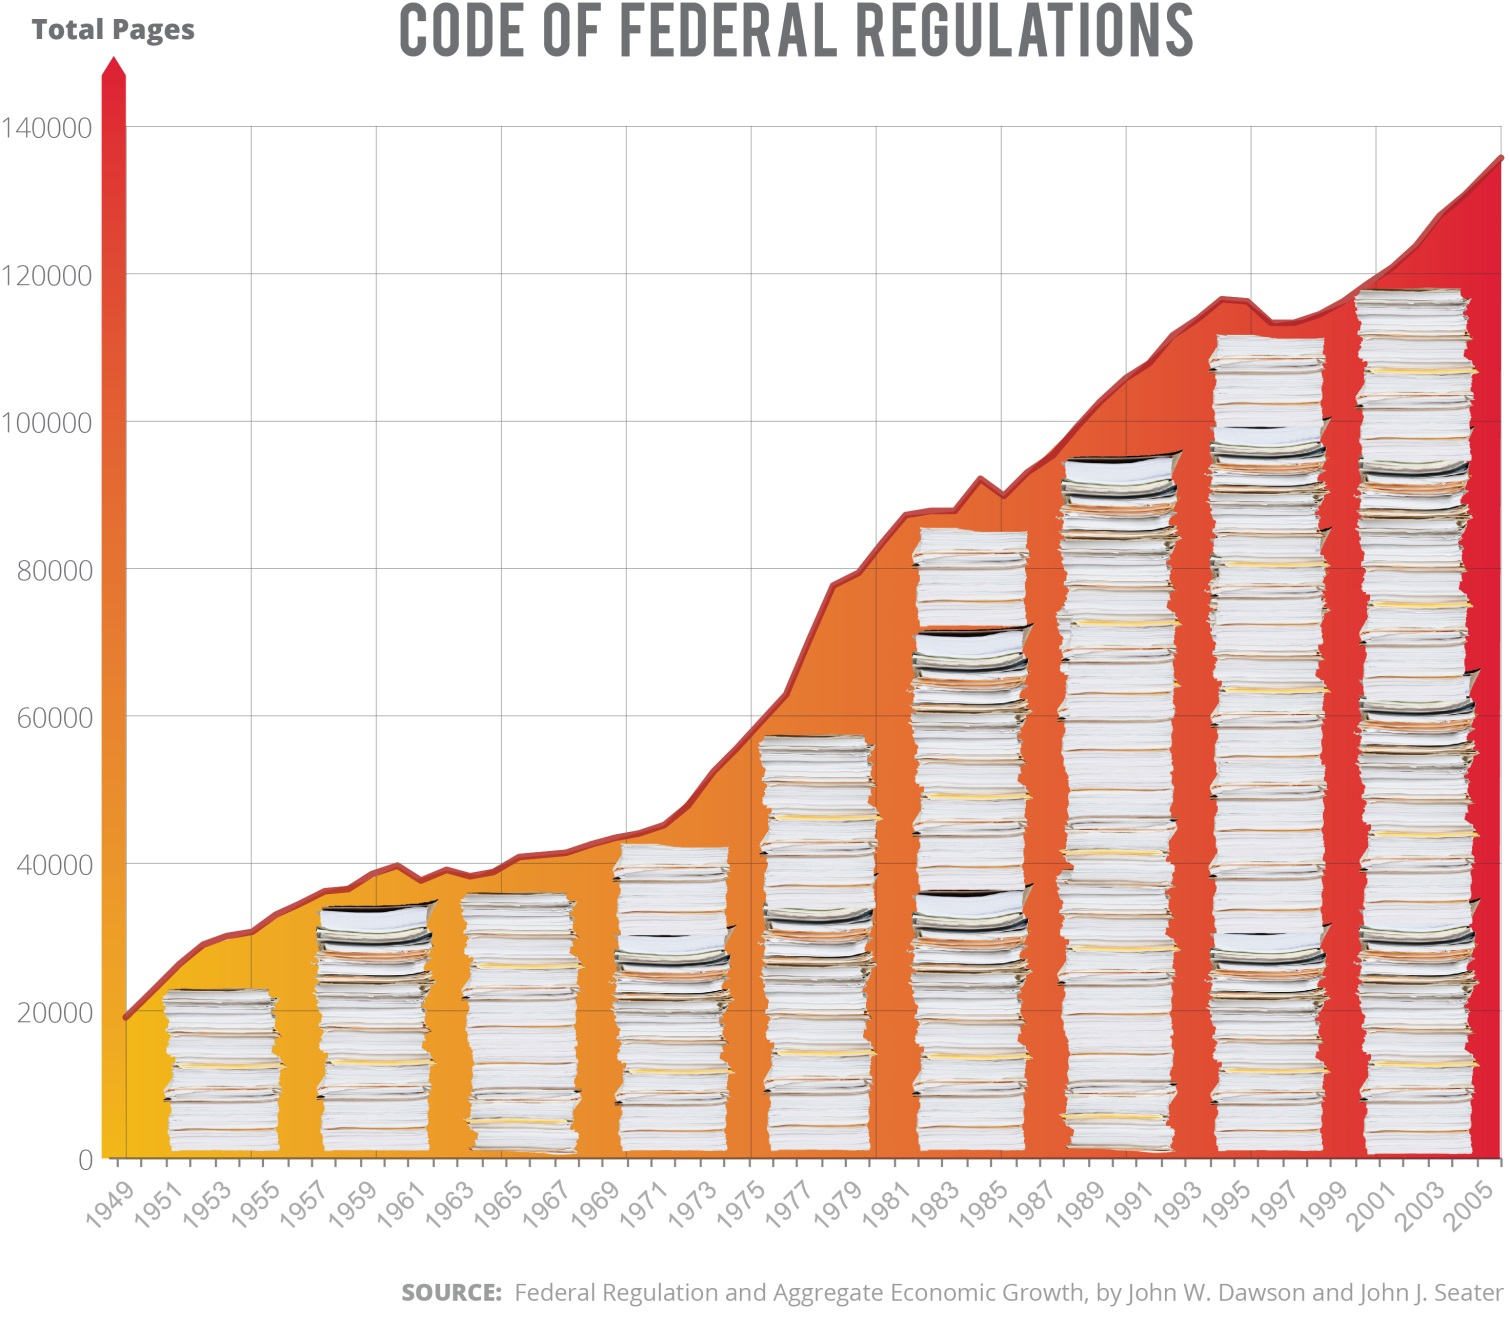 Total Pages
CODE OF FEDERAL REGULATIONS
140000
120000
100000
80000
60000
40000
20000
0
1949 1951 1953 1955 1957 1959 1961 1963 1965 1967 1969 1971 1973 1975 1977 1979 1981 1983 1985 1987 1989 1991 1993 1995 1997 1999 2001 2003 2005
SOURCE: Federal Regulation and Aggregate Economic Growth, by John W. Dawson and John J. Seater